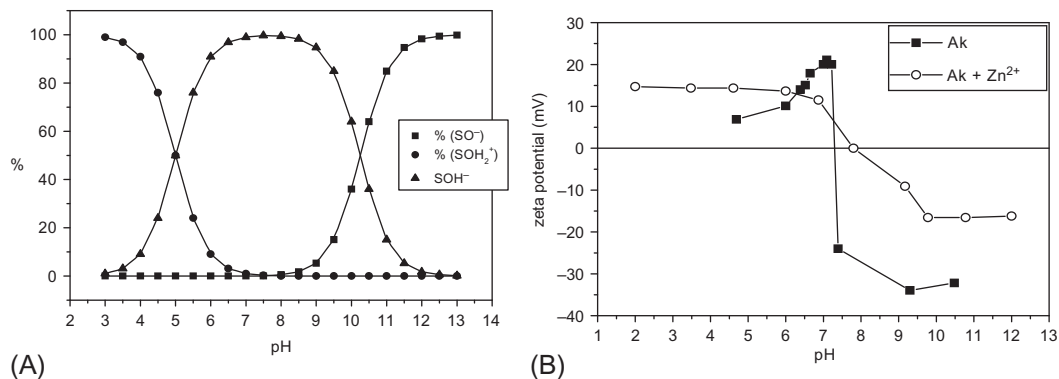 100
80
60
40
20
0
%
% (SO⁻)
% (SOH₂⁺)
SOH⁻
2 3 4 5 6 7 8 9 10 11 12 13 14
pH
(A)
30
20
10
0
−10
−20
−30
−40
zeta potential (mV)
Ak
Ak + Zn²⁺
1 2 3 4 5 6 7 8 9 10 11 12 13
pH
(B)